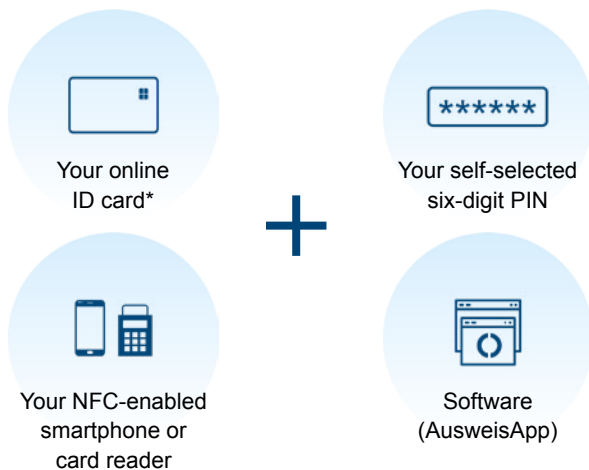 Your online
ID card*
******
Your self-selected
six-digit PIN
Your NFC-enabled
smartphone or
card reader
Software
(AusweisApp)